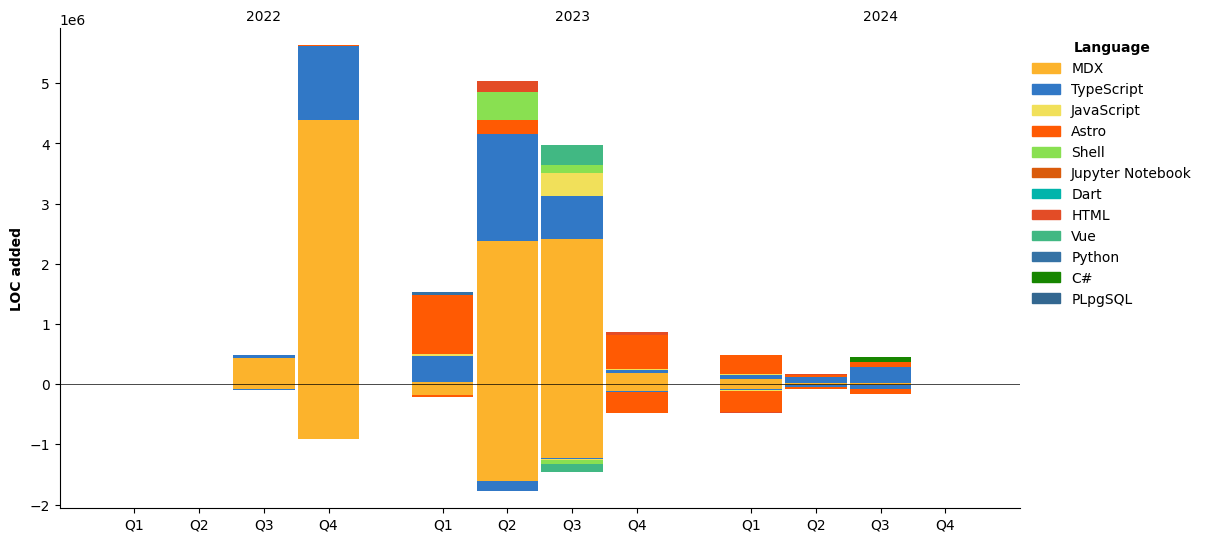 1e6
2022 2023 2024
Language
MDX
TypeScript
JavaScript
Astro
Shell
Jupyter Notebook
Dart
HTML
Vue
Python
C#
PLpgSQL
LOC added
5
4
3
2
1
0
−1
−2
Q1 Q2 Q3 Q4 Q1 Q2 Q3 Q4 Q1 Q2 Q3 Q4